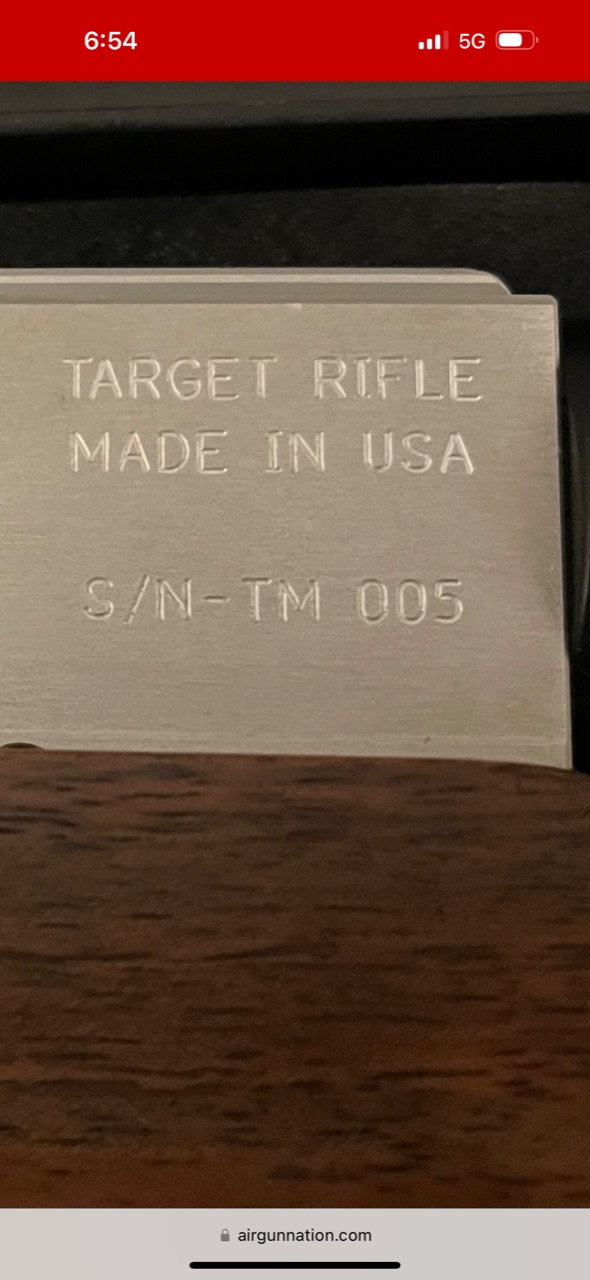 6:54
5G
TARGET RIFLE
MADE IN USA
S/N-TM 005
airgunnation.com